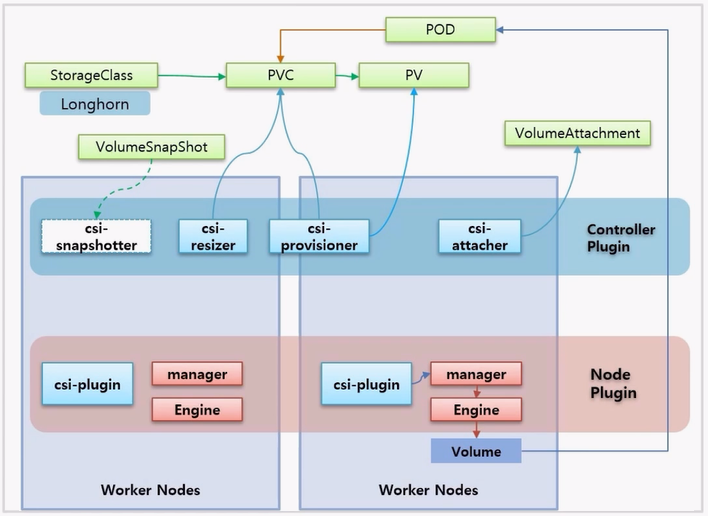 POD
StorageClass
PVC
PV
Longhorn
VolumeSnapShot
VolumeAttachment
csi-
snapshotter
csi-
resizer
csi-
provisioner
csi-
attacher
Controller
Plugin
csi-plugin
manager
Engine
csi-plugin
manager
Engine
Node
Plugin
Volume
Worker Nodes
Worker Nodes